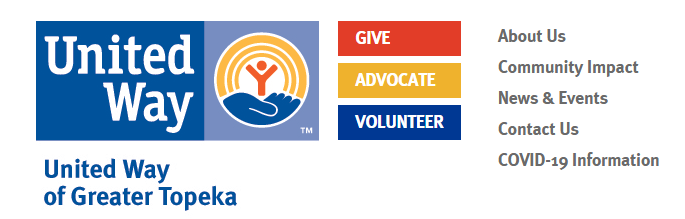 United
Way
TM
United Way
of Greater Topeka
GIVE
ADVOCATE
VOLUNTEER
About Us
Community Impact
News & Events
Contact Us
COVID-19 Information